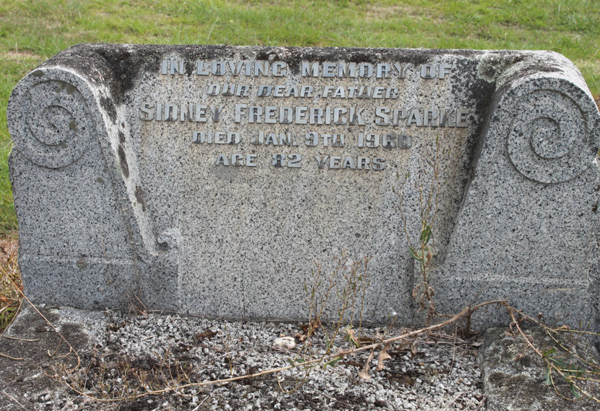 IN LOVING MEMORY OF
OUR DEAR FATHER
SIDNEY FREDERICK SPARKE
DIED JAN. 9TH 1960
AGE 82 YEARS